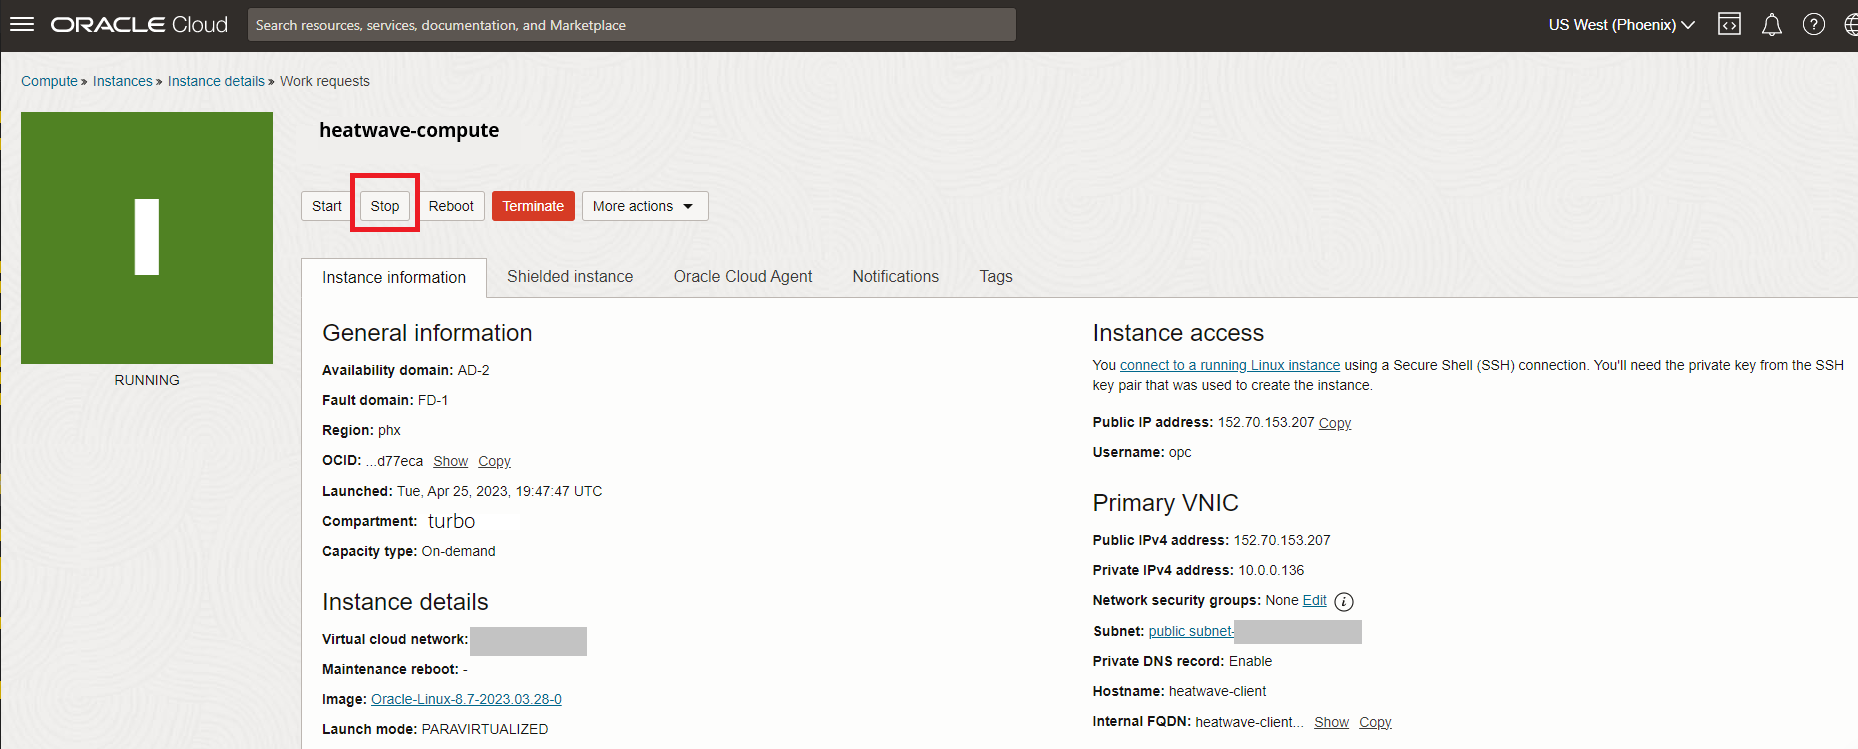 ORACLE Cloud
Search resources, services, documentation, and Marketplace
US West (Phoenix)
Compute » Instances » Instance details » Work requests
heatwave-compute
Start Stop Reboot Terminate More actions
RUNNING
Instance information Shielded instance Oracle Cloud Agent Notifications Tags
General information
Availability domain: AD-2
Fault domain: FD-1
Region: phx
OCID: ...d77eca Show Copy
Launched: Tue, Apr 25, 2023, 19:47:47 UTC
Compartment: turbo
Capacity type: On-demand
Instance details
Virtual cloud network:
Maintenance reboot: -
Image: Oracle-Linux-8.7-2023.03.28-0
Launch mode: PARAVIRTUALIZED
Instance access
You connect to a running Linux instance using a Secure Shell (SSH) connection. You'll need the private key from the SSH
key pair that was used to create the instance.
Public IP address: 152.70.153.207 Copy
Username: opc
Primary VNIC
Public IPv4 address: 152.70.153.207
Private IPv4 address: 10.0.0.136
Network security groups: None Edit
Subnet: public subnet-
Private DNS record: Enable
Hostname: heatwave-client
Internal FQDN: heatwave-client... Show Copy